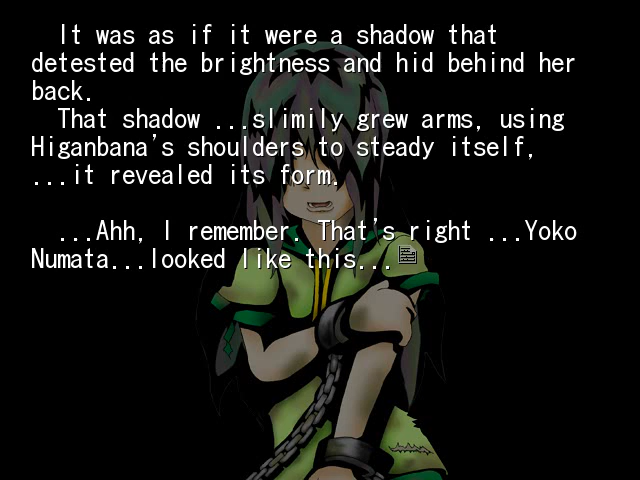 It was as if it were a shadow that
detested the brightness and hid behind her
back.
That shadow ...slimily grew arms, using
Higanbana's shoulders to steady itself,
...it revealed its form.
...Ahh, I remember. That's right ...Yoko
Numata...looked like this...